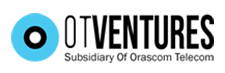 OTVENTURES
Subsidiary Of Orascom Telecom